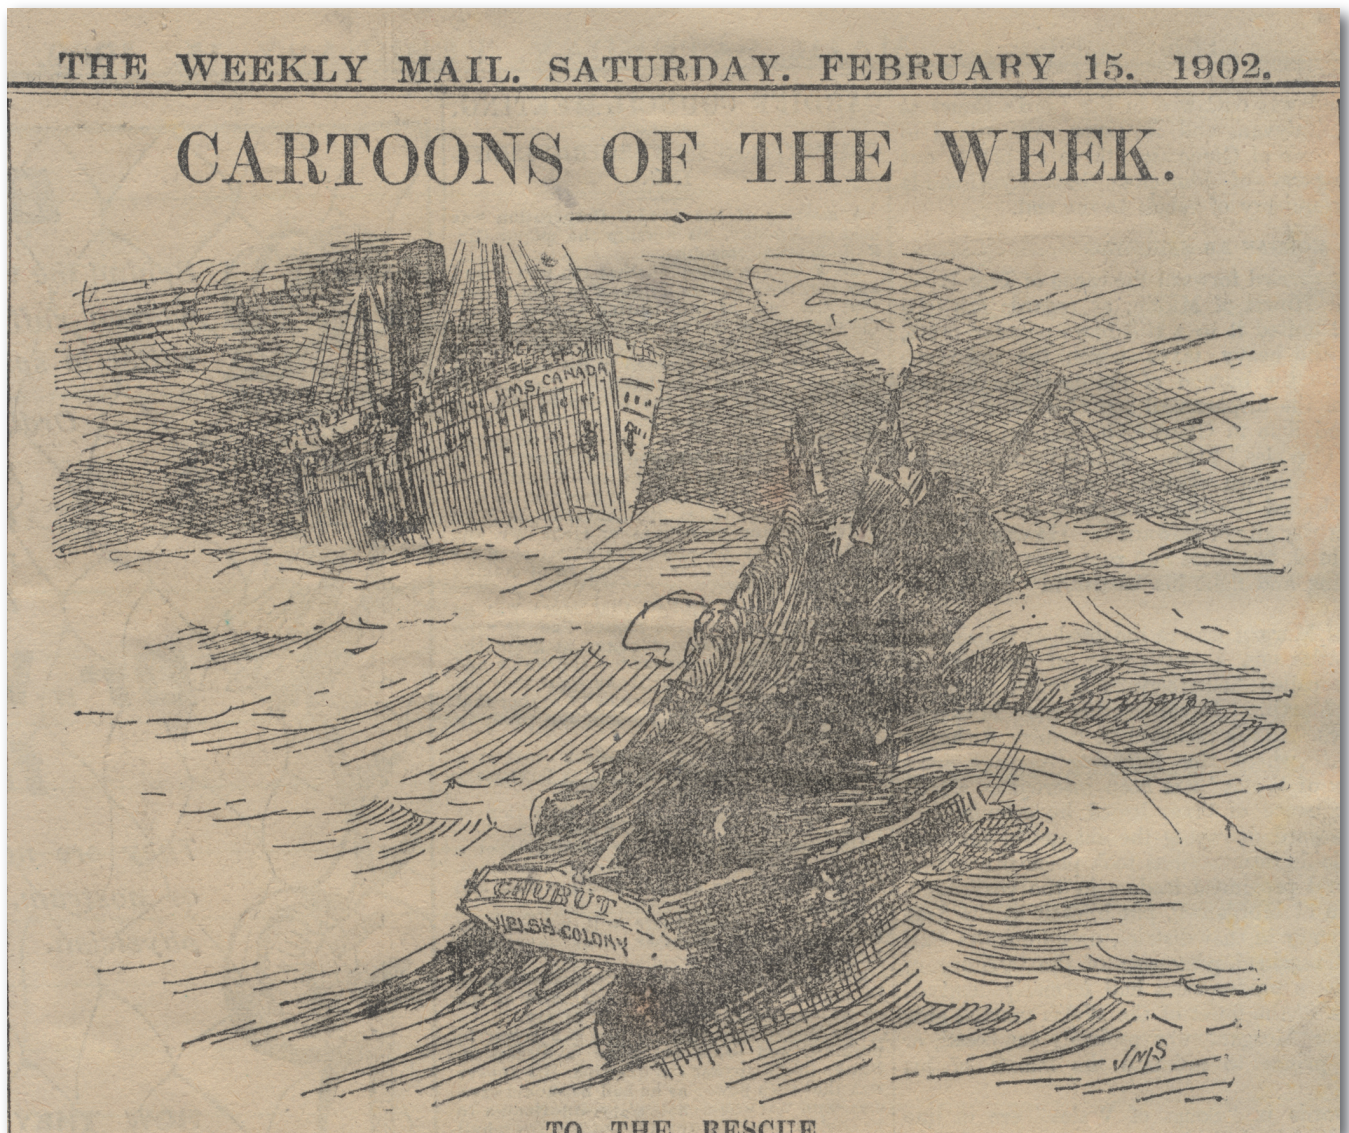 THE WEEKLY MAIL. SATURDAY. FEBRUARY 15. 1902.
CARTOONS OF THE WEEK.
H.M.S. CANADA
CHUBUT
WELSH COLONY
JMS
TO THE RESCUE